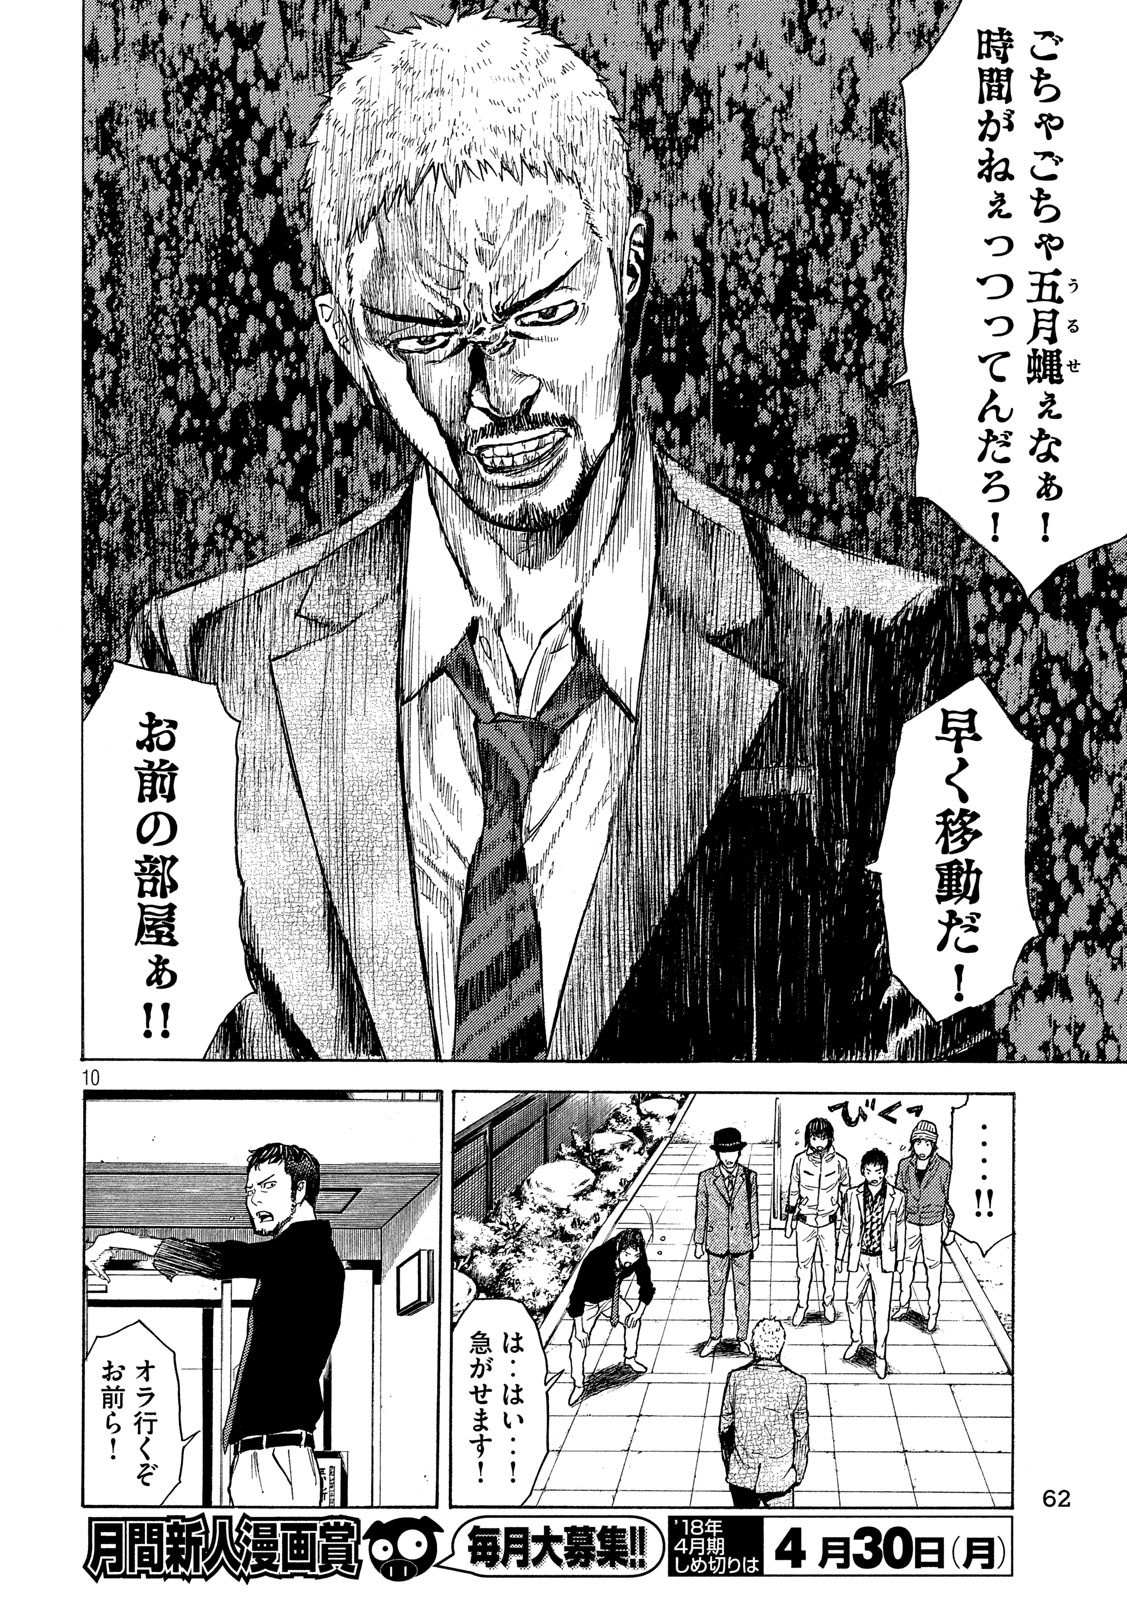 ごちゃごちゃ五月蝿ぇなぁ！
うるせ
時間がねぇっつってんだろ！
早く移動だ！
お前の部屋ぁ!!
10
びくっ
‥‥!!
は‥はい‥‥！
急がせます！
オラ行くぞ
お前ら！
62
月間新人漫画賞
毎月大募集!!
'18年
4月期
しめ切りは
4月30日(月)